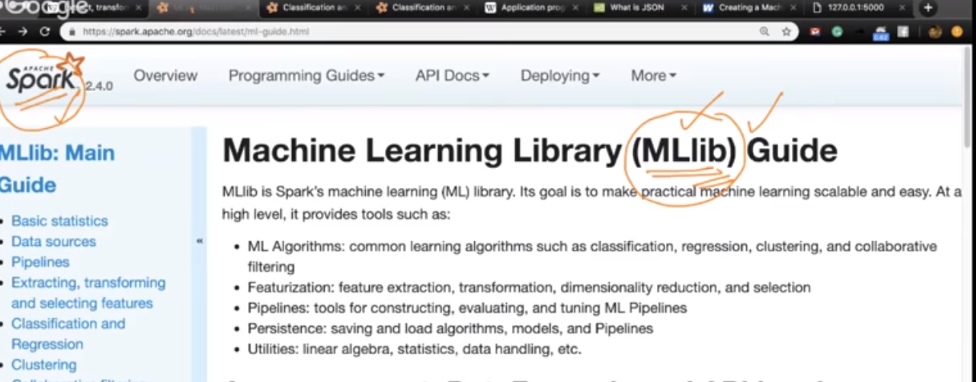 Google
t, transfor
Classification an
Classification an
Application prog
What is JSON
Creating a Mach
127.0.0.1:5000
https://spark.apache.org/docs/latest/ml-guide.html
APACHE
Spark 2.4.0
Overview
Programming Guides
API Docs
Deploying
More
MLlib: Main
Guide
Basic statistics
Data sources
Pipelines
Extracting, transforming
and selecting features
Classification and
Regression
Clustering
«
Machine Learning Library (MLlib) Guide
MLlib is Spark's machine learning (ML) library. Its goal is to make practical machine learning scalable and easy. At a
high level, it provides tools such as:
• ML Algorithms: common learning algorithms such as classification, regression, clustering, and collaborative
filtering
• Featurization: feature extraction, transformation, dimensionality reduction, and selection
• Pipelines: tools for constructing, evaluating, and tuning ML Pipelines
• Persistence: saving and load algorithms, models, and Pipelines
• Utilities: linear algebra, statistics, data handling, etc.